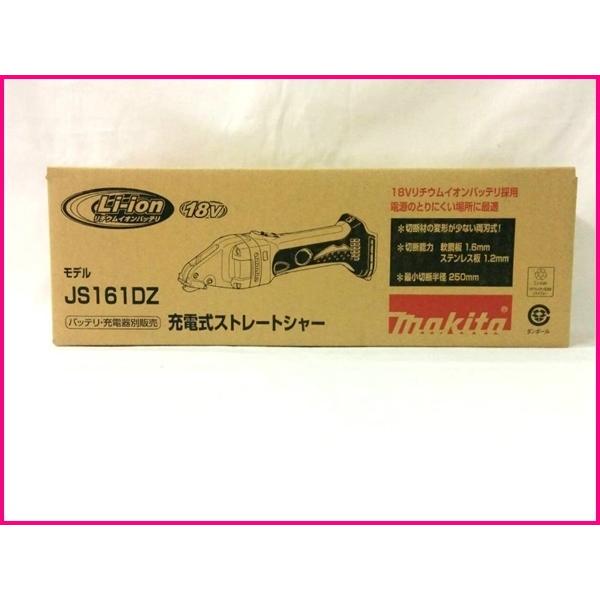 Li-ion
リチウムイオンバッテリ
18V
モデル
JS161DZ
バッテリ・充電器別販売
充電式ストレートシャー
18Vリチウムイオンバッテリ採用
電源のとりにくい場所に最適
＊切断材の変形が少ない両刃式！
＊切断能力 軟鋼板 1.6mm
ステンレス板 1.2mm
＊最小切断半径 250mm
makita
ダンボール